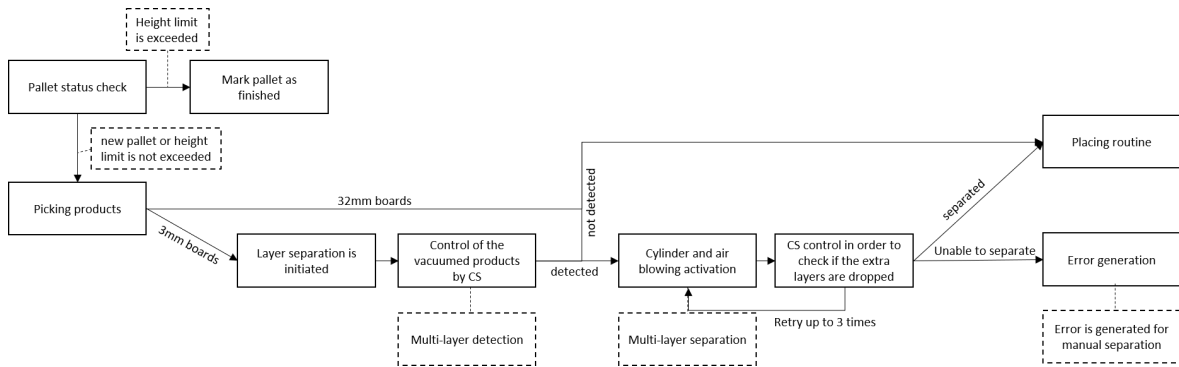 Height limit
is exceeded
Pallet status check
Mark pallet as
finished
new pallet or height
limit is not exceeded
Placing routine
Picking products
32mm boards
3mm boards
not detected
separated
Layer separation is
initiated
Control of the
vacuumed products
by CS
detected
Cylinder and air
blowing activation
CS control in order to
check if the extra
layers are dropped
Unable to separate
Error generation
Retry up to 3 times
Multi-layer detection
Multi-layer separation
Error is generated for
manual separation